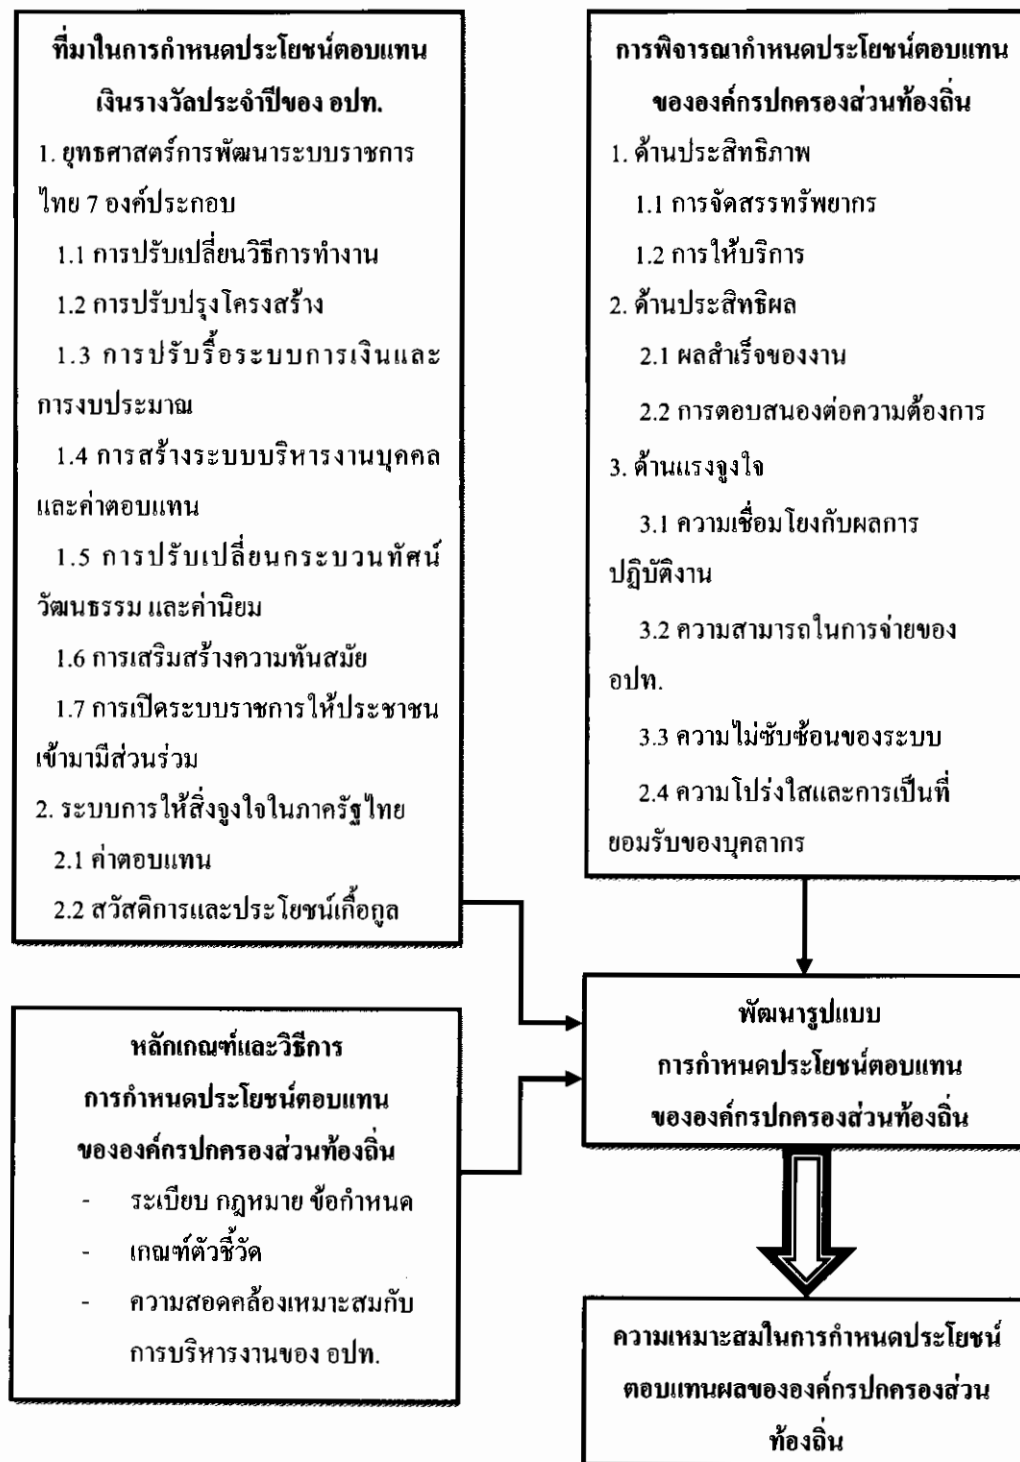 ที่มาในการกำหนดประโยชน์ตอบแทน
เงินรางวัลประจำปีของ อปท.
1. ยุทธศาสตร์การพัฒนาระบบราชการ
ไทย 7 องค์ประกอบ
1.1 การปรับเปลี่ยนวิธีการทำงาน
1.2 การปรับปรุงโครงสร้าง
1.3 การปรับรื้อระบบการเงินและ
การงบประมาณ
1.4 การสร้างระบบบริหารงานบุคคล
และค่าตอบแทน
1.5 การปรับเปลี่ยนกระบวนทัศน์
วัฒนธรรม และค่านิยม
1.6 การเสริมสร้างความทันสมัย
1.7 การเปิดระบบราชการให้ประชาชน
เข้ามามีส่วนร่วม
2. ระบบการให้สิ่งจูงใจในภาครัฐไทย
2.1 ค่าตอบแทน
2.2 สวัสดิการและประโยชน์เกื้อกูล
หลักเกณฑ์และวิธีการ
การกำหนดประโยชน์ตอบแทน
ขององค์กรปกครองส่วนท้องถิ่น
- ระเบียบ กฎหมาย ข้อกำหนด
- เกณฑ์ตัวชี้วัด
- ความสอดคล้องเหมาะสมกับ
การบริหารงานของ อปท.
การพิจารณากำหนดประโยชน์ตอบแทน
ขององค์กรปกครองส่วนท้องถิ่น
1. ด้านประสิทธิภาพ
1.1 การจัดสรรทรัพยากร
1.2 การให้บริการ
2. ด้านประสิทธิผล
2.1 ผลสำเร็จของงาน
2.2 การตอบสนองต่อความต้องการ
3. ด้านแรงจูงใจ
3.1 ความเชื่อมโยงกับผลการ
ปฏิบัติงาน
3.2 ความสามารถในการจ่ายของ
อปท.
3.3 ความไม่ซับซ้อนของระบบ
2.4 ความโปร่งใสและการเป็นที่
ยอมรับของบุคลากร
พัฒนารูปแบบ
การกำหนดประโยชน์ตอบแทน
ขององค์กรปกครองส่วนท้องถิ่น
ความเหมาะสมในการกำหนดประโยชน์
ตอบแทนผลขององค์กรปกครองส่วน
ท้องถิ่น